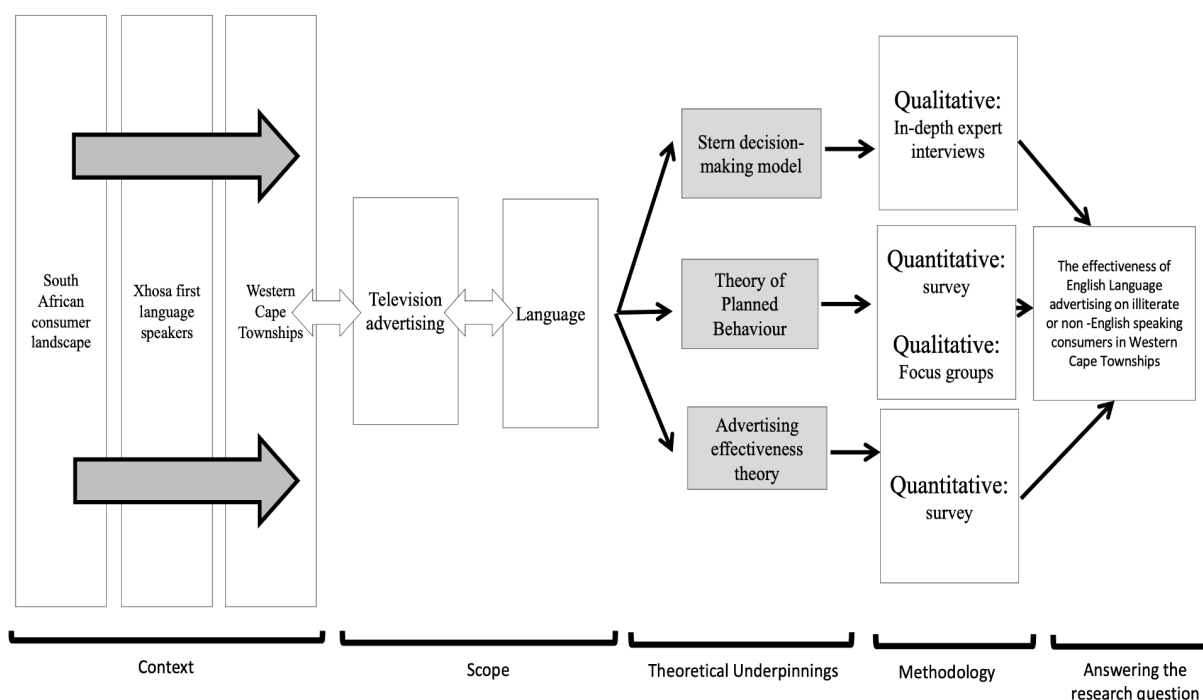 South
African
consumer
landscape
Xhosa first
language
speakers
Western
Cape
Townships
Television
advertising
Language
Stern decision-
making model
Theory of
Planned
Behaviour
Advertising
effectiveness
theory
Qualitative:
In-depth expert
interviews
Quantitative:
survey
Qualitative:
Focus groups
Quantitative:
survey
The effectiveness of
English Language
advertising on illiterate
or non -English speaking
consumers in Western
Cape Townships
Context
Scope
Theoretical Underpinnings
Methodology
Answering the
research question